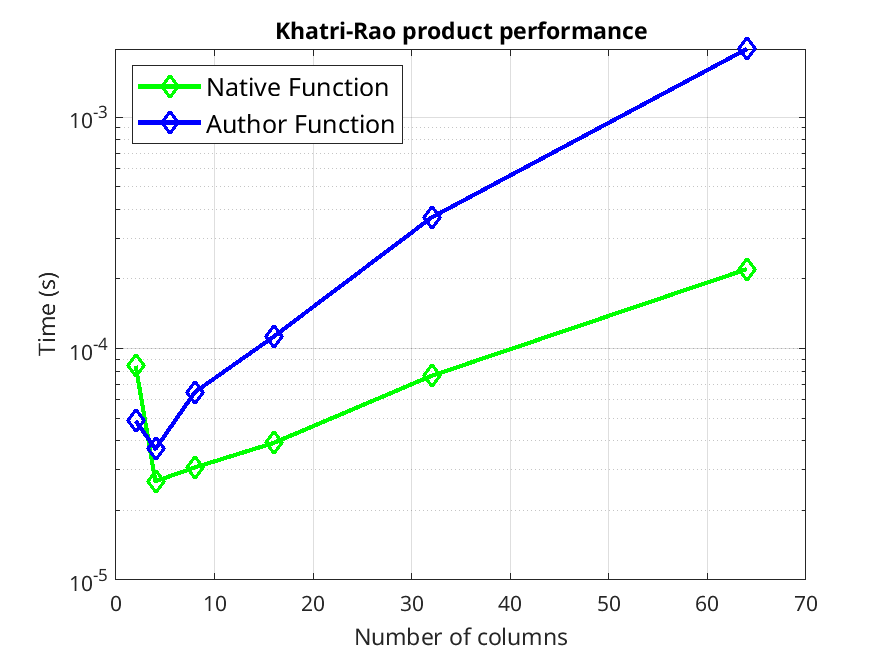 Khatri-Rao product performance
Native Function
Author Function
10^-3
10^-4
10^-5
Time (s)
0 10 20 30 40 50 60 70
Number of columns